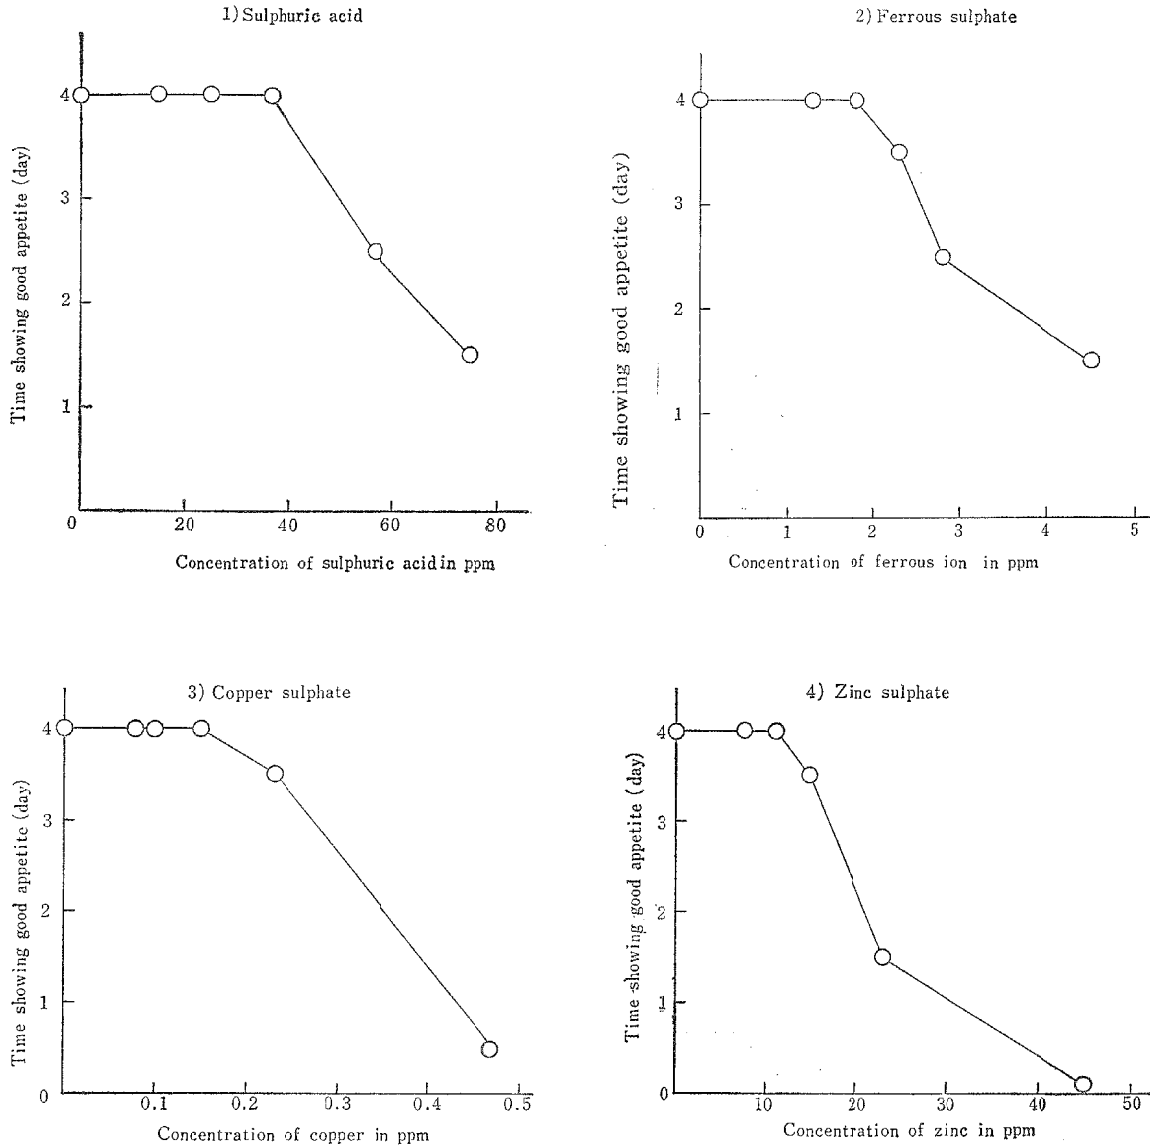 1) Sulphuric acid
Time showing good appetite (day)
4
3
2
1
0 20 40 60 80
Concentration of sulphuric acid in ppm
2) Ferrous sulphate
Time showing good appetite (day)
4
3
2
1
0 1 2 3 4 5
Concentration of ferrous ion in ppm
3) Copper sulphate
Time showing good appetite (day)
4
3
2
1
0 0.1 0.2 0.3 0.4 0.5
Concentration of copper in ppm
4) Zinc sulphate
Time showing good appetite (day)
4
3
2
1
0 10 20 30 40 50
Concentration of zinc in ppm